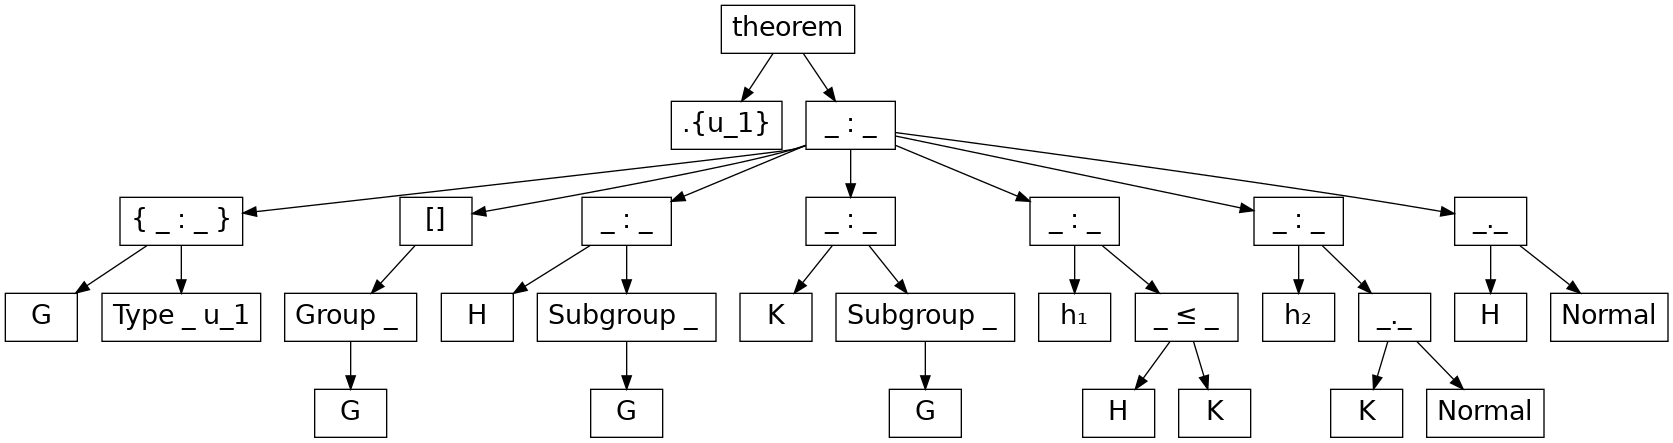 theorem
.{u_1} _ : _
{ _ : _ } [] _ : _ _ : _ _ : _ _ : _ _._
G Type _ u_1 Group _ H Subgroup _ K Subgroup _ h₁ _ ≤ _ h₂ _._ H Normal
G G G H K K Normal